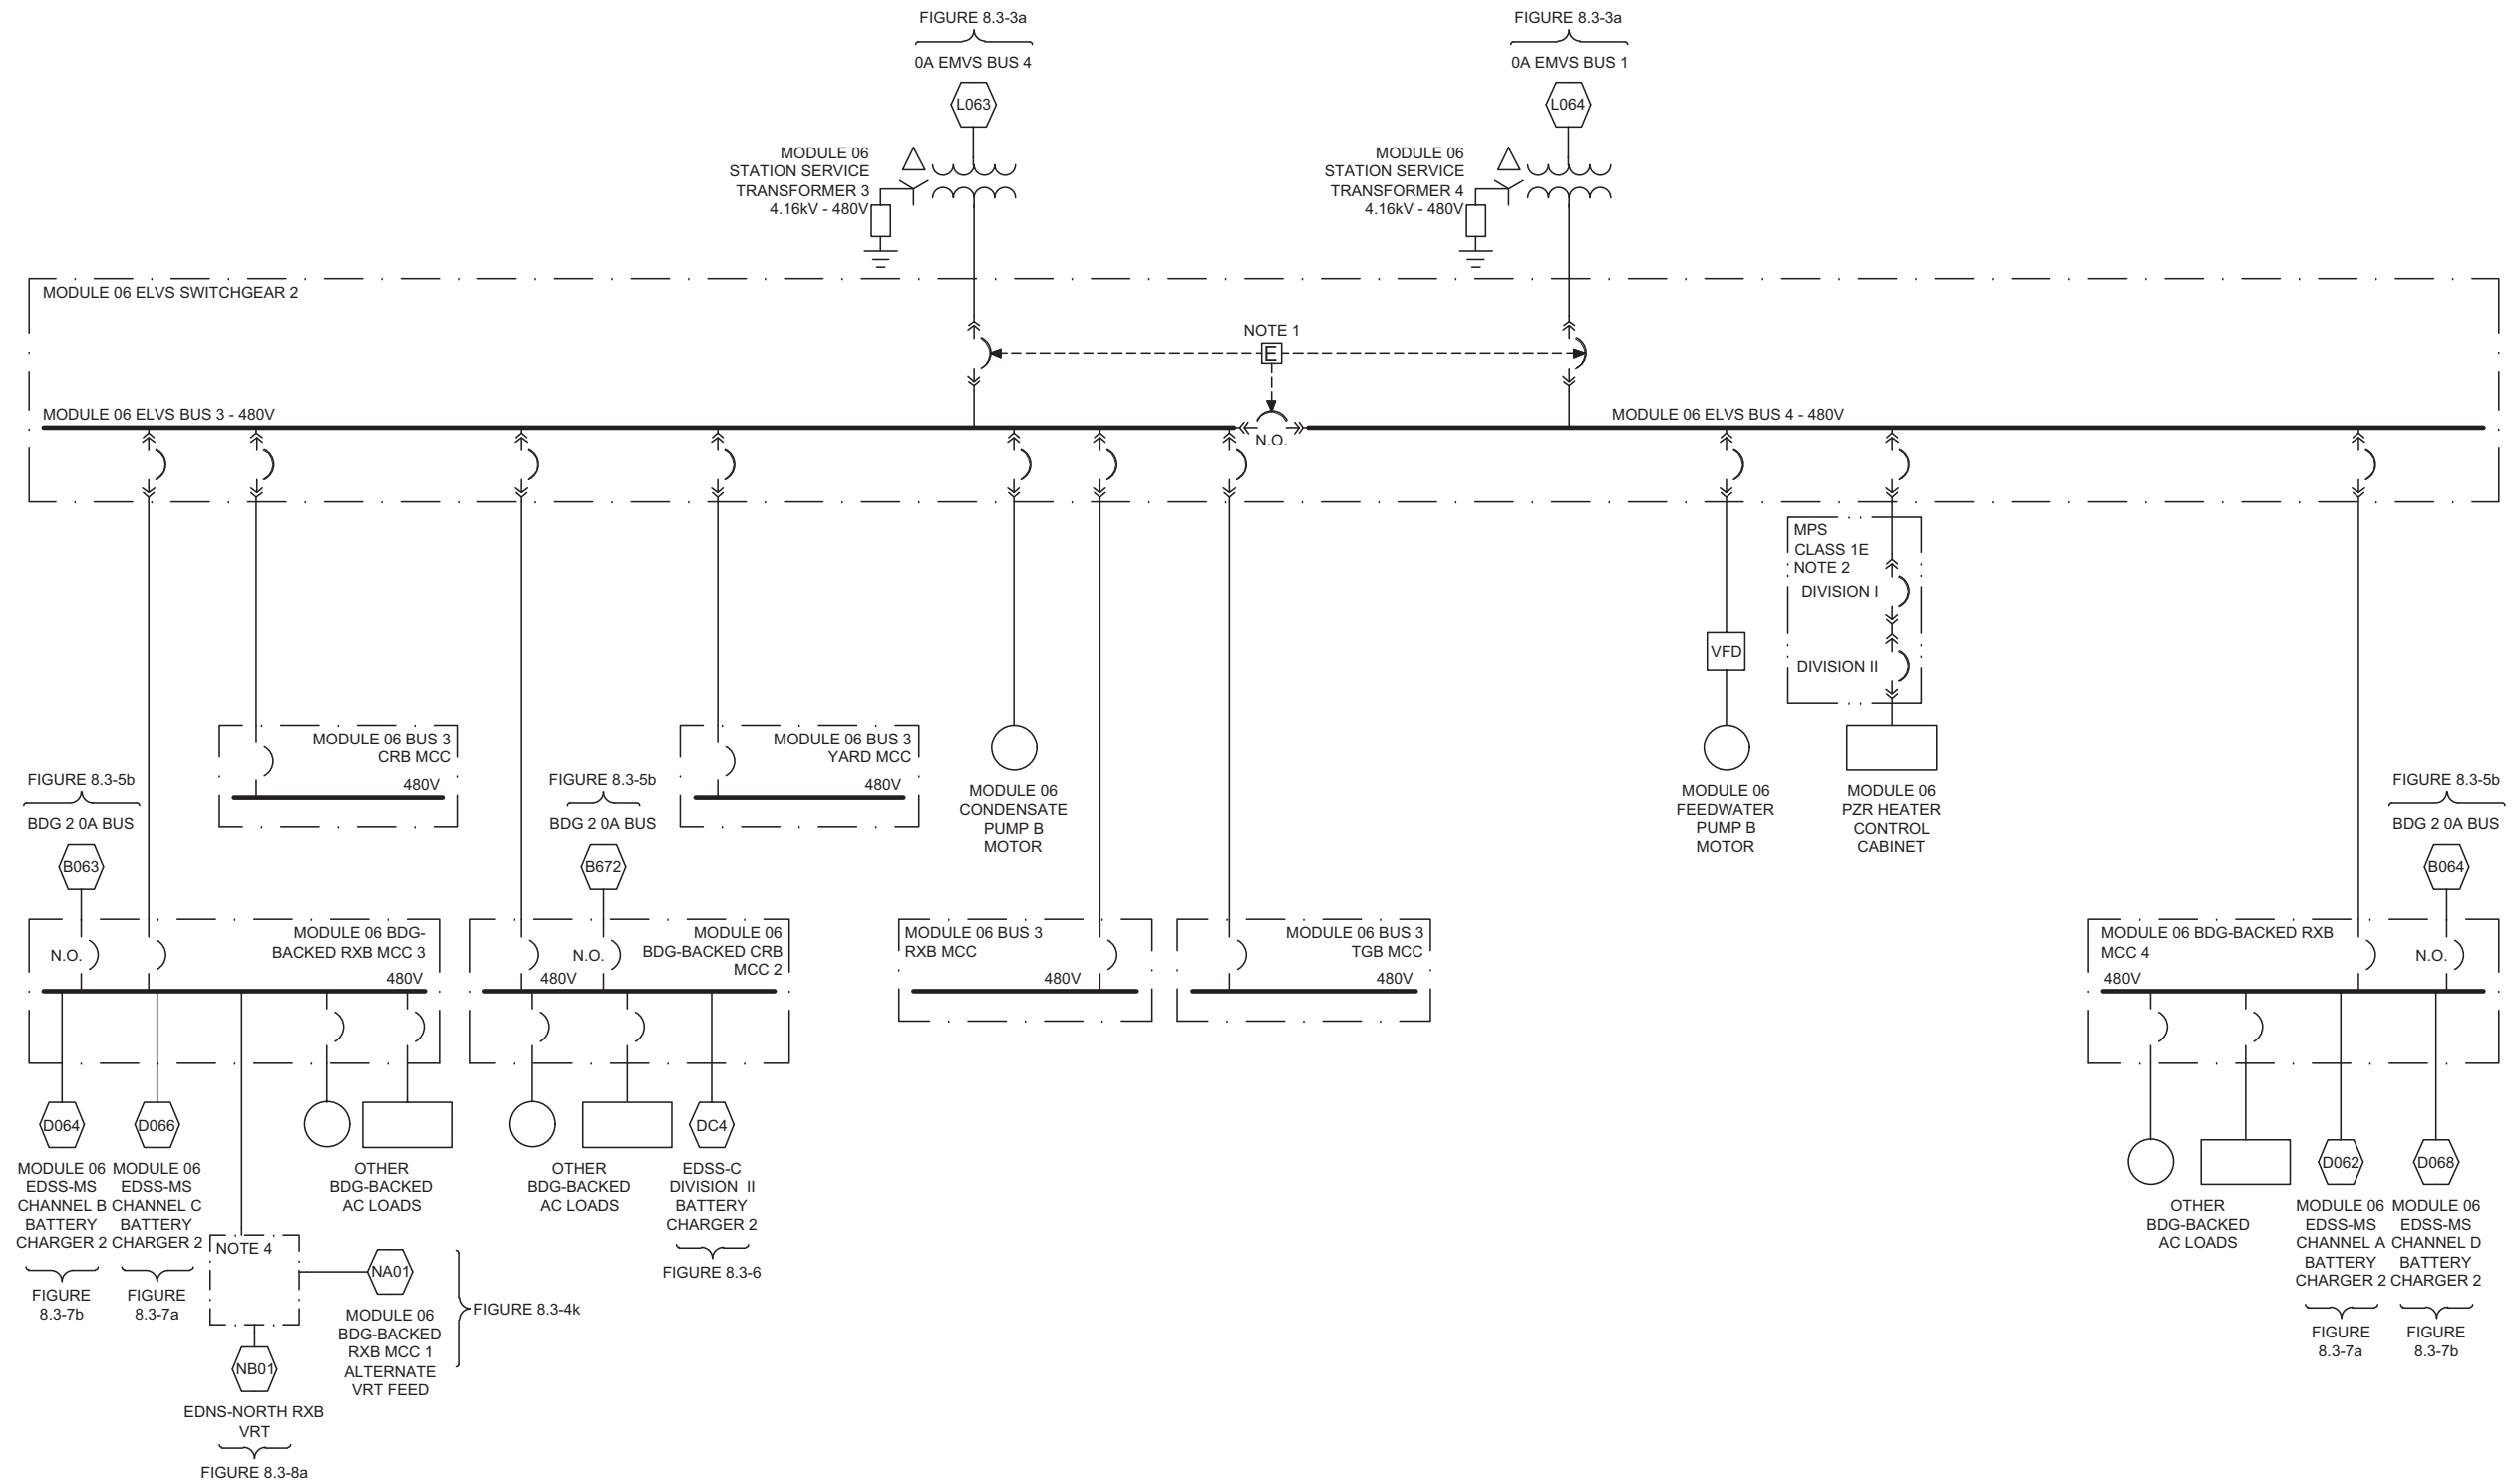 FIGURE 8.3-3a
0A EMVS BUS 4
L063
MODULE 06
STATION SERVICE
TRANSFORMER 3
4.16kV - 480V
FIGURE 8.3-3a
0A EMVS BUS 1
L064
MODULE 06
STATION SERVICE
TRANSFORMER 4
4.16kV - 480V
MODULE 06 ELVS SWITCHGEAR 2
NOTE 1
E
MODULE 06 ELVS BUS 3 - 480V
N.O.
MODULE 06 ELVS BUS 4 - 480V
MPS
CLASS 1E
NOTE 2
DIVISION I
DIVISION II
VFD
MODULE 06 BUS 3
CRB MCC
480V
MODULE 06 BUS 3
YARD MCC
480V
MODULE 06
CONDENSATE
PUMP B
MOTOR
MODULE 06
FEEDWATER
PUMP B
MOTOR
MODULE 06
PZR HEATER
CONTROL
CABINET
FIGURE 8.3-5b
BDG 2 0A BUS
B063
FIGURE 8.3-5b
BDG 2 0A BUS
B672
FIGURE 8.3-5b
BDG 2 0A BUS
B064
N.O.
MODULE 06 BDG-
BACKED RXB MCC 3
480V
N.O.
MODULE 06
BDG-BACKED CRB
MCC 2
480V
MODULE 06 BUS 3
RXB MCC
480V
MODULE 06 BUS 3
TGB MCC
480V
MODULE 06 BDG-BACKED RXB
MCC 4
480V
N.O.
D064
MODULE 06
EDSS-MS
CHANNEL B
BATTERY
CHARGER 2
FIGURE
8.3-7b
D066
MODULE 06
EDSS-MS
CHANNEL C
BATTERY
CHARGER 2
FIGURE
8.3-7a
OTHER
BDG-BACKED
AC LOADS
OTHER
BDG-BACKED
AC LOADS
DC4
EDSS-C
DIVISION II
BATTERY
CHARGER 2
FIGURE 8.3-6
OTHER
BDG-BACKED
AC LOADS
D062
MODULE 06
EDSS-MS
CHANNEL A
BATTERY
CHARGER 2
FIGURE
8.3-7a
D068
MODULE 06
EDSS-MS
CHANNEL D
BATTERY
CHARGER 2
FIGURE
8.3-7b
NOTE 4
NA01
MODULE 06
BDG-BACKED
RXB MCC 1
ALTERNATE
VRT FEED
FIGURE 8.3-4k
NB01
EDNS-NORTH RXB
VRT
FIGURE 8.3-8a